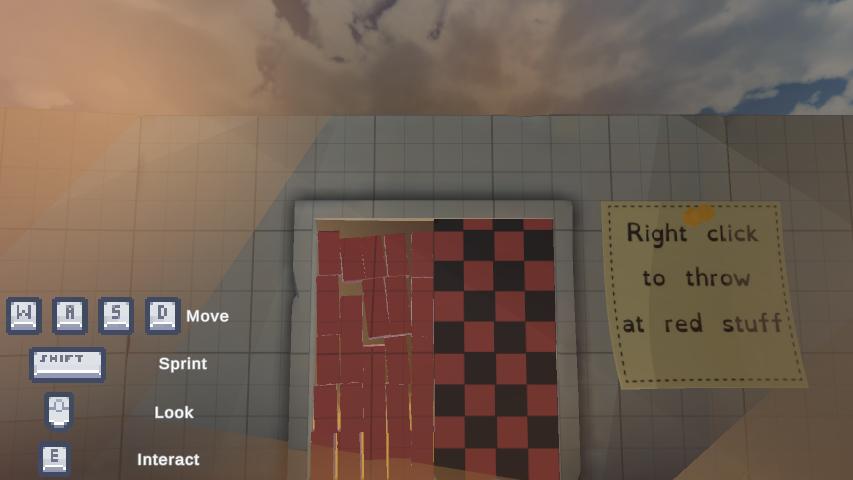 Right click
to throw
at red stuff
W A S D Move
SHIFT Sprint
Look
E Interact